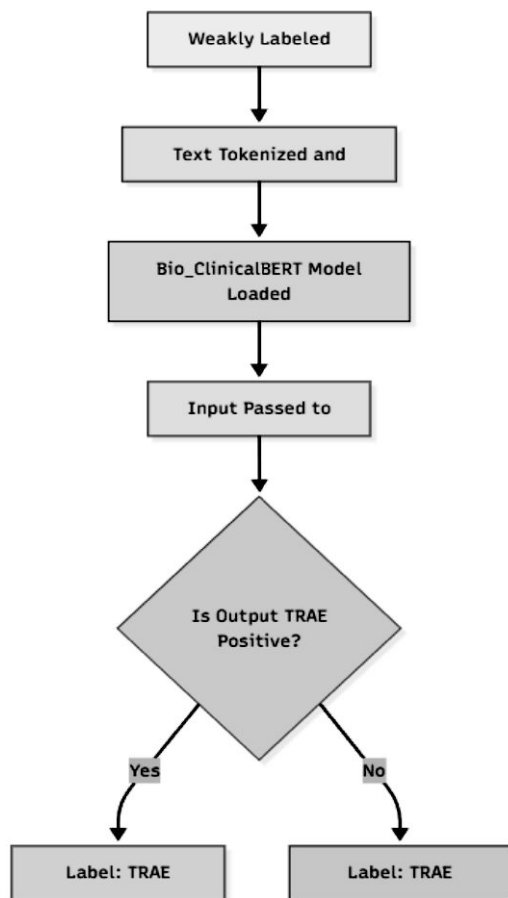 Weakly Labeled
Text Tokenized and
Bio_ClinicalBERT Model
Loaded
Input Passed to
Is Output TRAE
Positive?
Yes
No
Label: TRAE
Label: TRAE